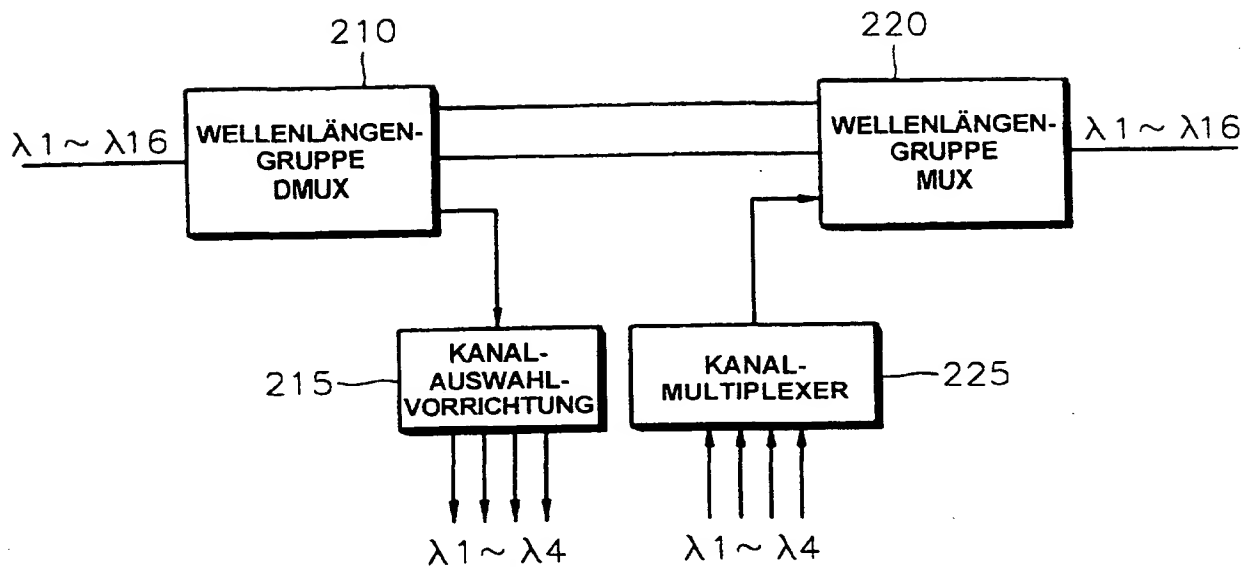 210
220
λ1~λ16
WELLENLÄNGEN-
GRUPPE
DMUX
WELLENLÄNGEN-
GRUPPE
MUX
λ1~λ16
215
KANAL-
AUSWAHL-
VORRICHTUNG
KANAL-
MULTIPLEXER
225
λ1~λ4
λ1~λ4